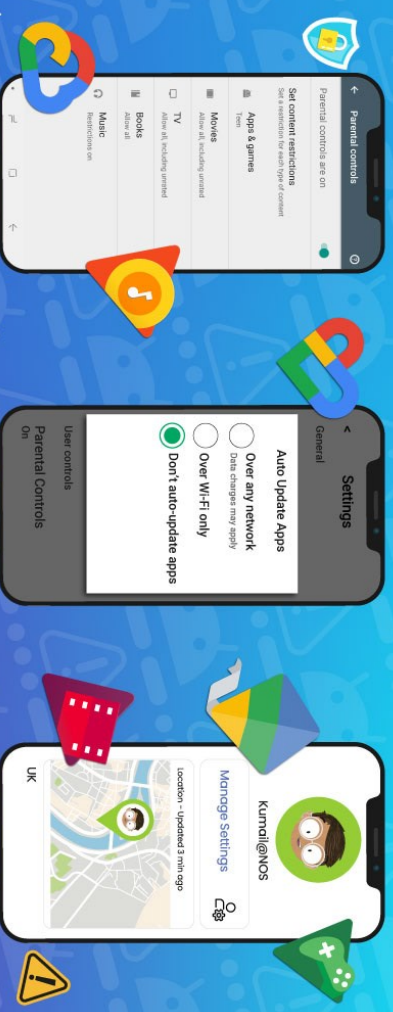 Parental controls
Parental controls are on
Set content restrictions
Set a restriction for each type of content
Apps & games
Teen
Movies
Allow all, including unrated
TV
Allow all, including unrated
Books
Allow all
Music
Restrictions on
Settings
General
Auto Update Apps
Over any network
Data charges may apply
Over Wi-Fi only
Don't auto-update apps
User controls
Parental Controls
On
Kumail@NOS
Manage Settings
Location - Updated 3 min ago
UK